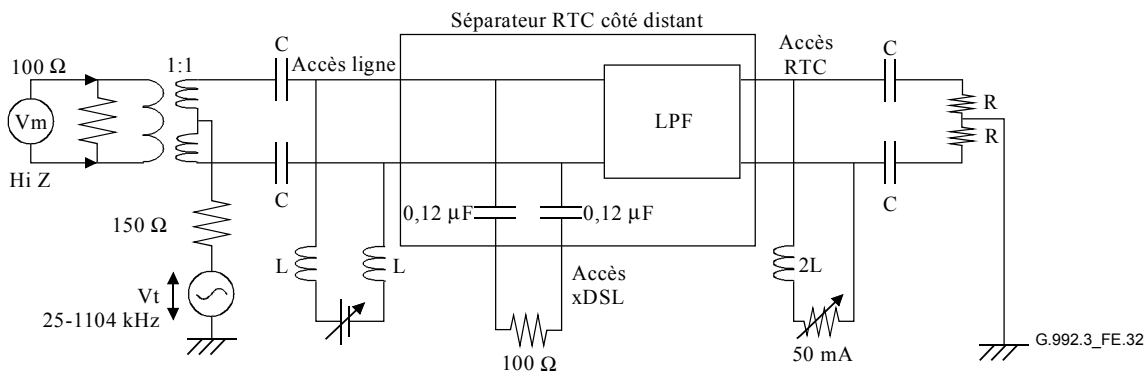 Séparateur RTC côté distant
100 Ω
1:1
C
Accès ligne
Accès
RTC
C
Vm
LPF
R
R
Hi Z
C
C
0,12 µF
0,12 µF
150 Ω
L
L
2L
Accès
xDSL
Vt
25-1104 kHz
100 Ω
50 mA
G.992.3_FE.32